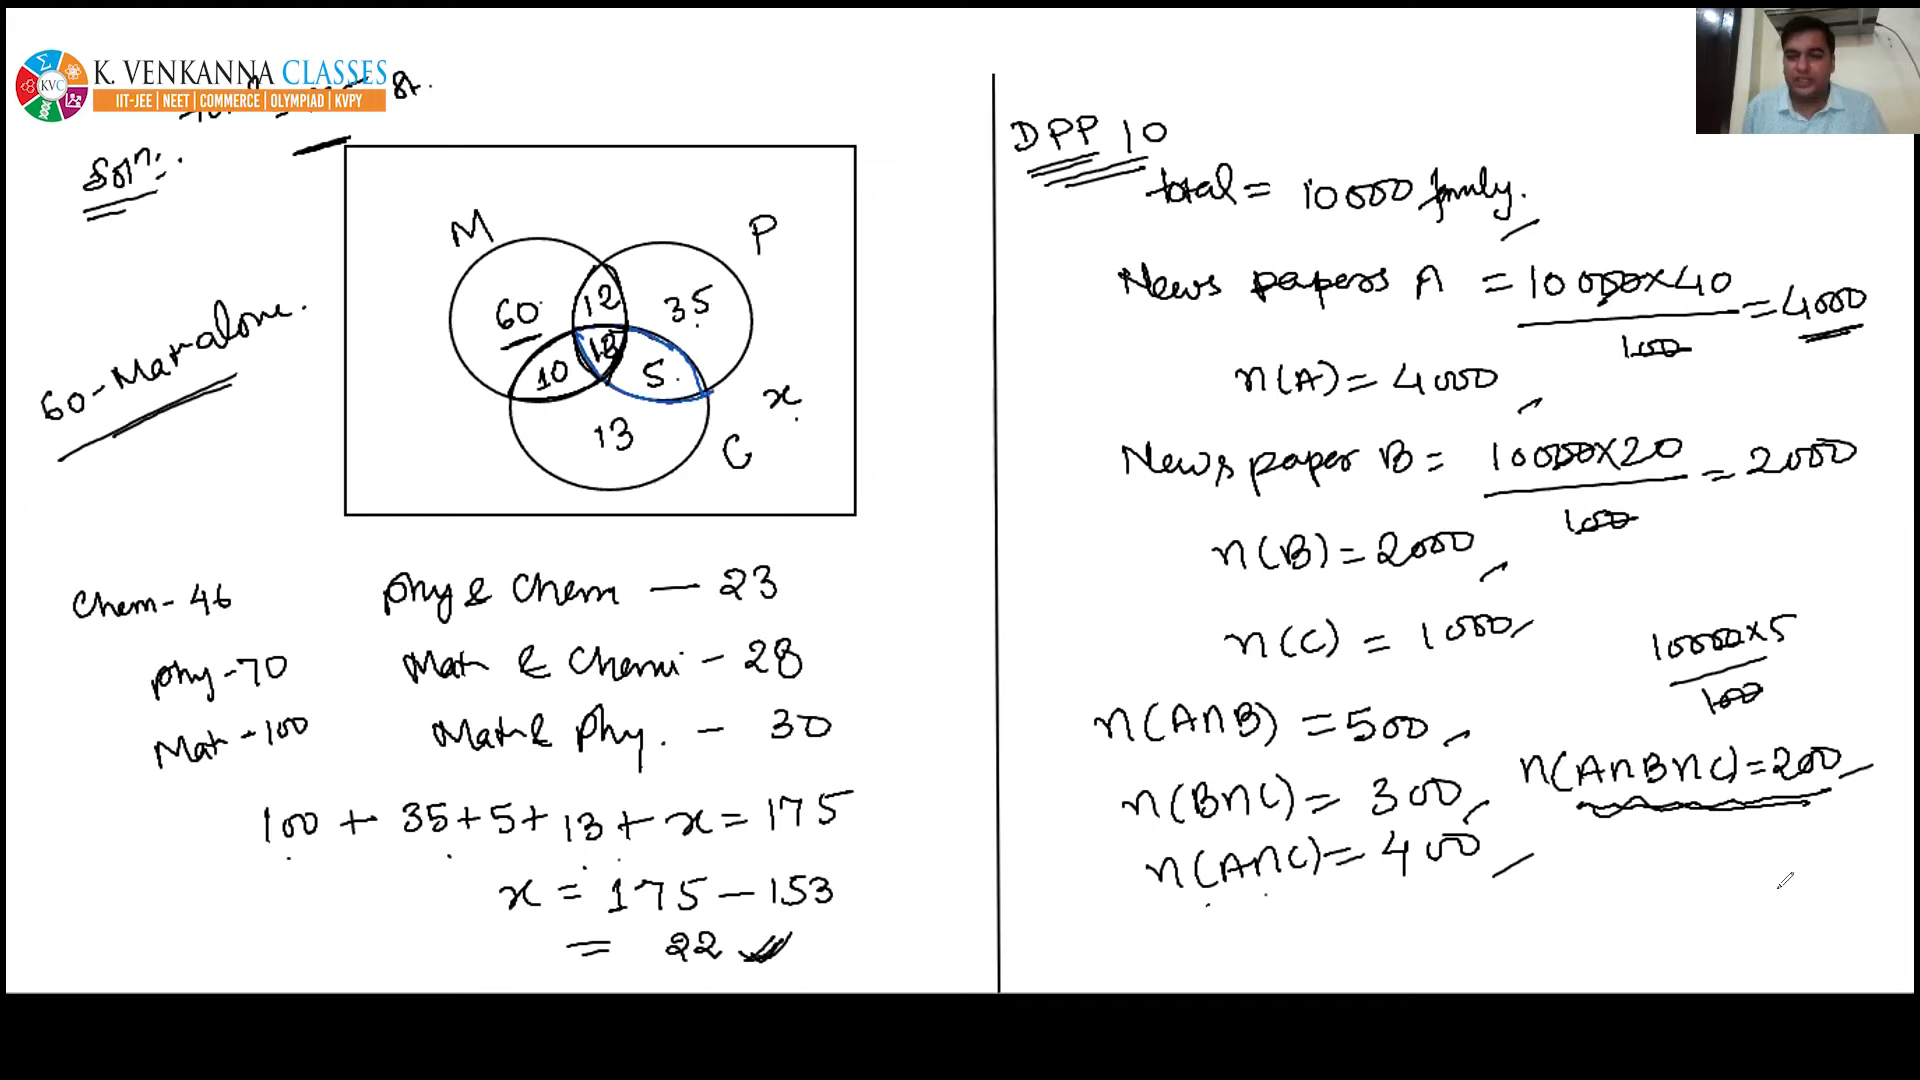 K. VENKANNA CLASSES
IIT-JEE | NEET | COMMERCE | OLYMPIAD | KVPY
KVC
St.
Solⁿ:.
M
P
60
12
35
18
10
5
x
13
C
60-Mat alone.
Chem - 46
Phy & Chem — 23
Phy - 70
Mat & Chemi - 28
Mat - 100
Mat & Phy. - 30
100 + 35 + 5 + 13 + x = 175
x = 175 - 153
= 22
DPP 10
total = 10000 family.
News papers A = 10000×40 / 100 = 4000
n(A) = 4000
News paper B = 10000×20 / 100 = 2000
n(B) = 2000
n(C) = 1000
10000×5 / 100
n(A∩B) = 500
n(A∩B∩C) = 200
n(B∩C) = 300
n(A∩C) = 400